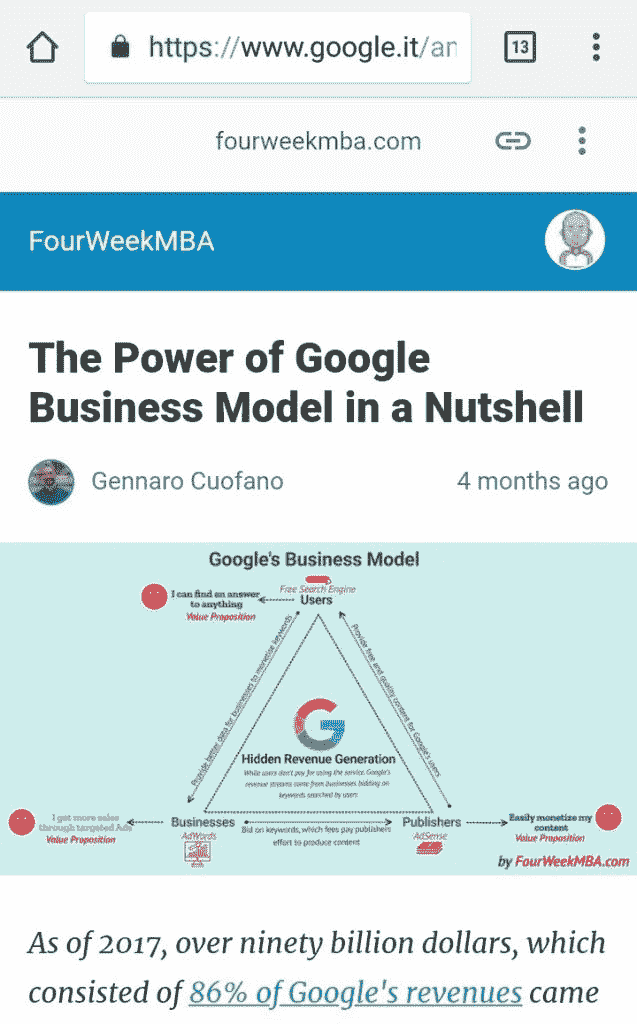 https://www.google.it/an
13
fourweekmba.com
FourWeekMBA
The Power of Google
Business Model in a Nutshell
Gennaro Cuofano
4 months ago
Google's Business Model
Free Search Engine
Users
I can find an answer
to anything
Value Proposition
Provide better data for businesses to monetize keywords
Provide free and quality content for Google's users
G
Hidden Revenue Generation
While users don't pay for using the service. Google's
revenue streams come from businesses bidding on
keywords searched by users
I get more sales
through targeted Ads
Value Proposition
Businesses
AdWords
Bid on keywords, which fees pay publishers
effort to produce content
Publishers
AdSense
Easily monetize my
content
Value Proposition
by FourWeekMBA.com
As of 2017, over ninety billion dollars, which
consisted of 86% of Google's revenues came